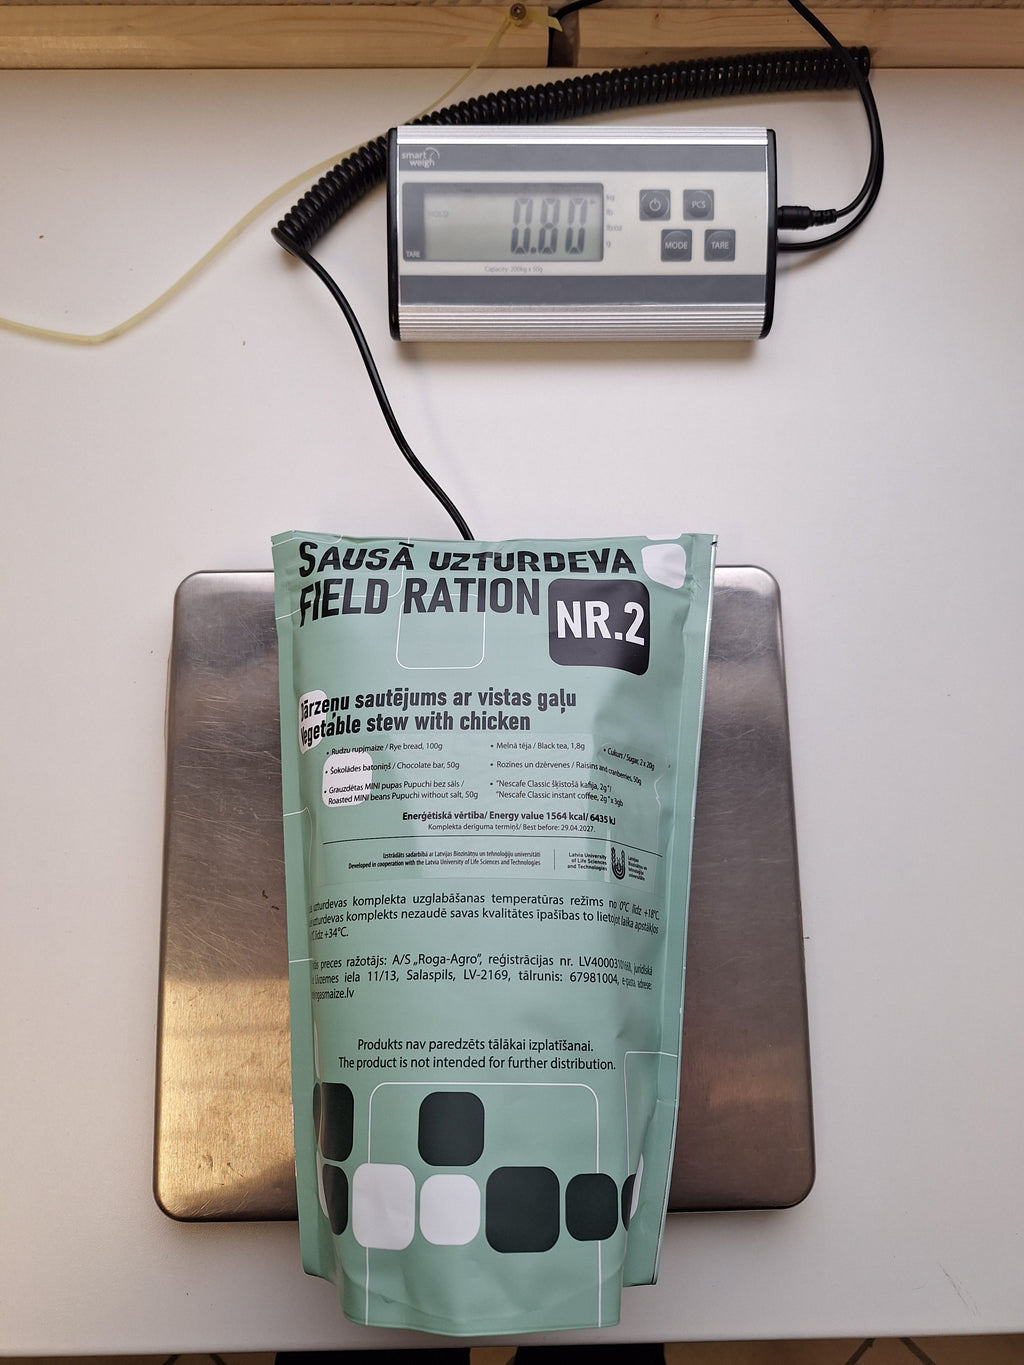 smart
weigh
HOLD
0.80
kg
lb
lb:oz
g
TARE
PCS
MODE
TARE
Capacity: 200kg x 50g
SAUSĀ UZTURDEVA
FIELD RATION
NR.2
Dārzeņu sautējums ar vistas gaļu
Vegetable stew with chicken
• Rudzu rupjmaize / Rye bread, 100g
• Šokolādes batoniņš / Chocolate bar, 50g
• Grauzdētas MINI pupas Pupuchi bez sāls /
Roasted MINI beans Pupuchi without salt, 50g
• Melnā tēja / Black tea, 1,8g
• Rozīnes un dzērvenes / Raisins and cranberries, 50g
• "Nescafe Classic šķīstošā kafija, 2g"/
"Nescafe Classic instant coffee, 2g" x 3gb
• Cukurs / Sugar, 2 x 20g
Enerģētiskā vērtība/ Energy value 1564 kcal/ 6435 kJ
Komplekta derīguma termiņš/ Best before: 29.04.2027.
Izstrādāts sadarbībā ar Latvijas Biozinātņu un tehnoloģiju universitāti
Developed in cooperation with the Latvia University of Life Sciences and Technologies
Latvia University
of Life Sciences
and Technologies
Latvijas
Biozinātņu un
tehnoloģiju
universitāte
uzturdevas komplekta uzglabāšanas temperatūras režīms no 0°C līdz +18°C.
uzturdevas komplekts nezaudē savas kvalitātes īpašības to lietojot laika apstākļos
līdz +34°C.
preces ražotājs: A/S „Roga-Agro", reģistrācijas nr. juridiskā
iela 11/13, Salaspils, LV-2169, tālrunis: 67981004, e-pasta adrese:
Produkts nav paredzēts tālākai izplatīšanai.
The product is not intended for further distribution.